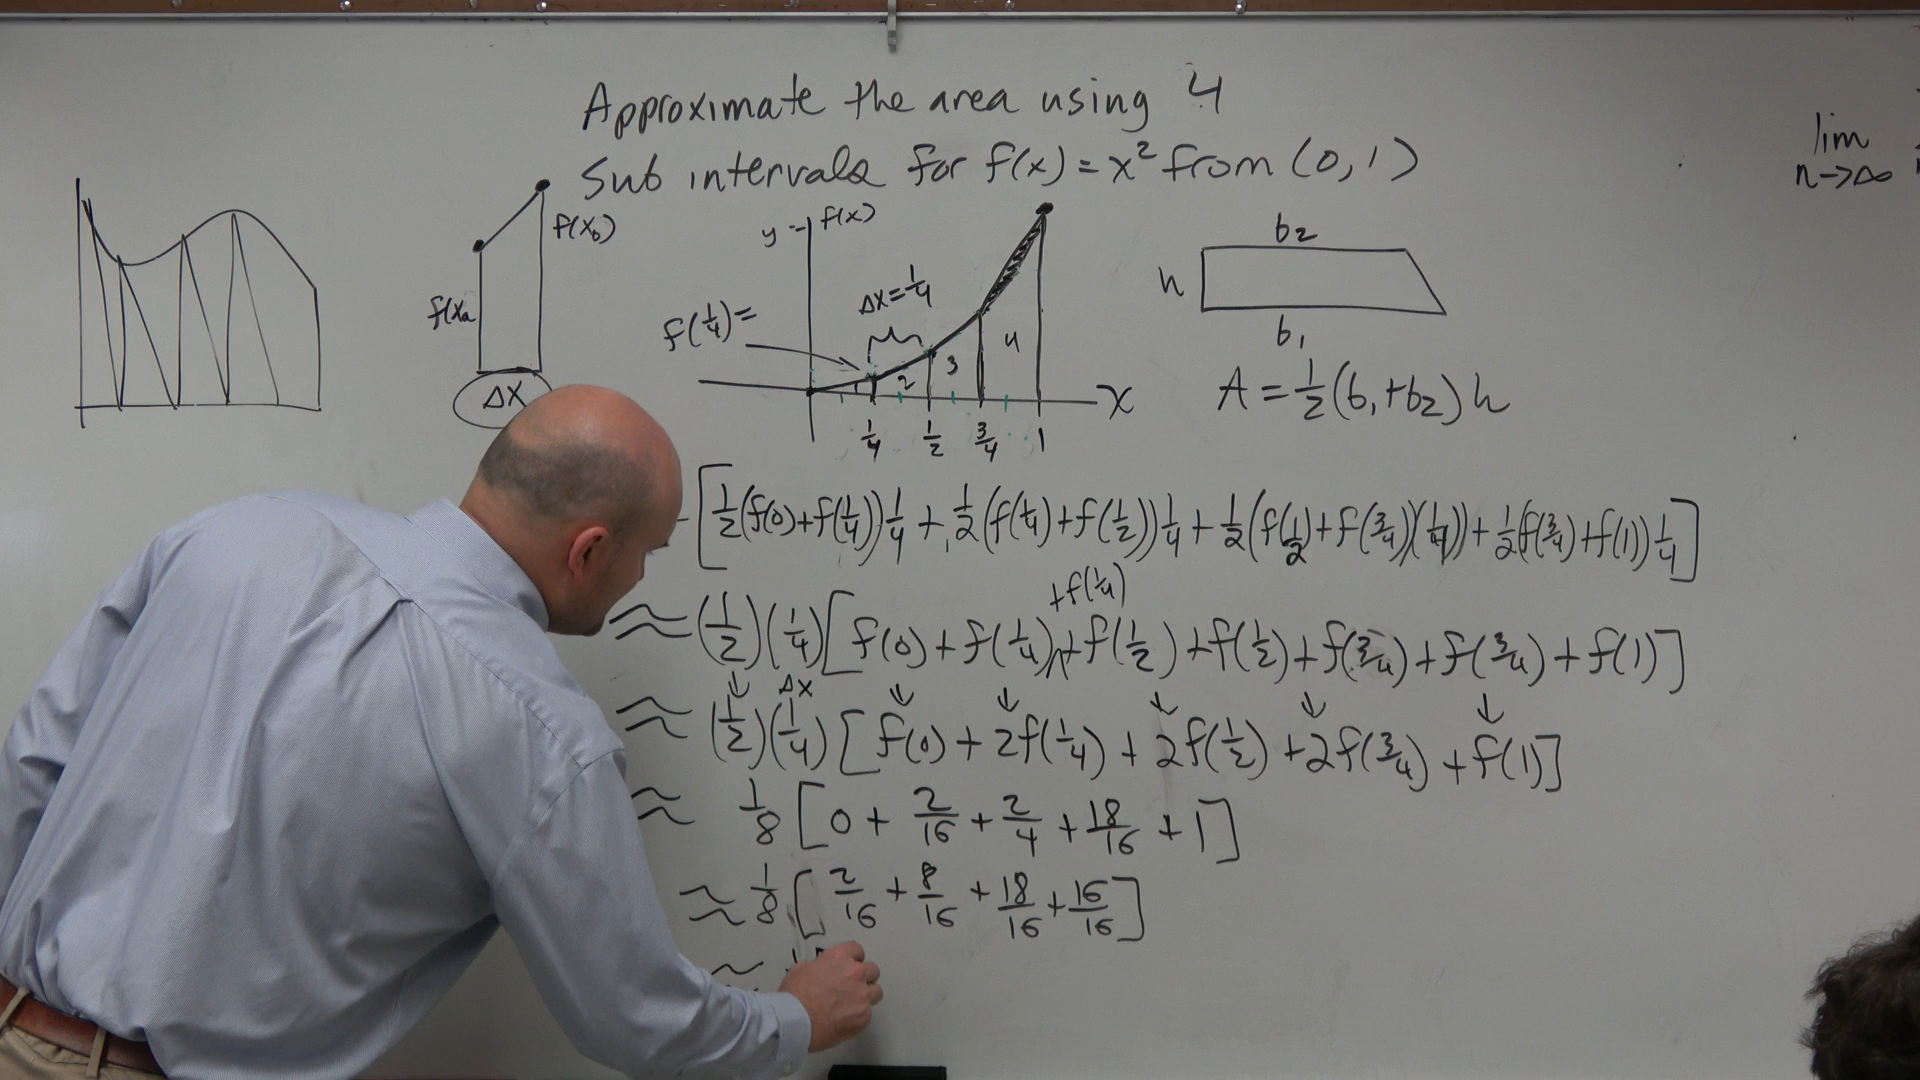 Approximate the area using 4
Sub intervals for f(x) = x² from (0, 1)
lim
n→∞
f(x_b)
f(x_a
Δx
y - f(x)
Δx = 1/4
f(1/4) =
2
3
4
x
1/4 1/2 3/4 1
b₂
h
b₁
A = 1/2 (b₁ + b₂) h
[1/2 (f(0) + f(1/4)) 1/4 + 1/2 (f(1/4) + f(1/2)) 1/4 + 1/2 (f(1/2) + f(3/4)(1/4)) + 1/2 (f(3/4) + f(1)) 1/4]
+f(1/4)
≈ (1/2)(1/4)[f(0) + f(1/4) + f(1/2) + f(1/2) + f(3/4) + f(3/4) + f(1)]
Δx
≈ (1/2)(1/4)[f(0) + 2f(1/4) + 2f(1/2) + 2f(3/4) + f(1)]
≈ 1/8 [0 + 2/16 + 2/4 + 18/16 + 1]
≈ 1/8 [2/16 + 8/16 + 18/16 + 16/16]
≈